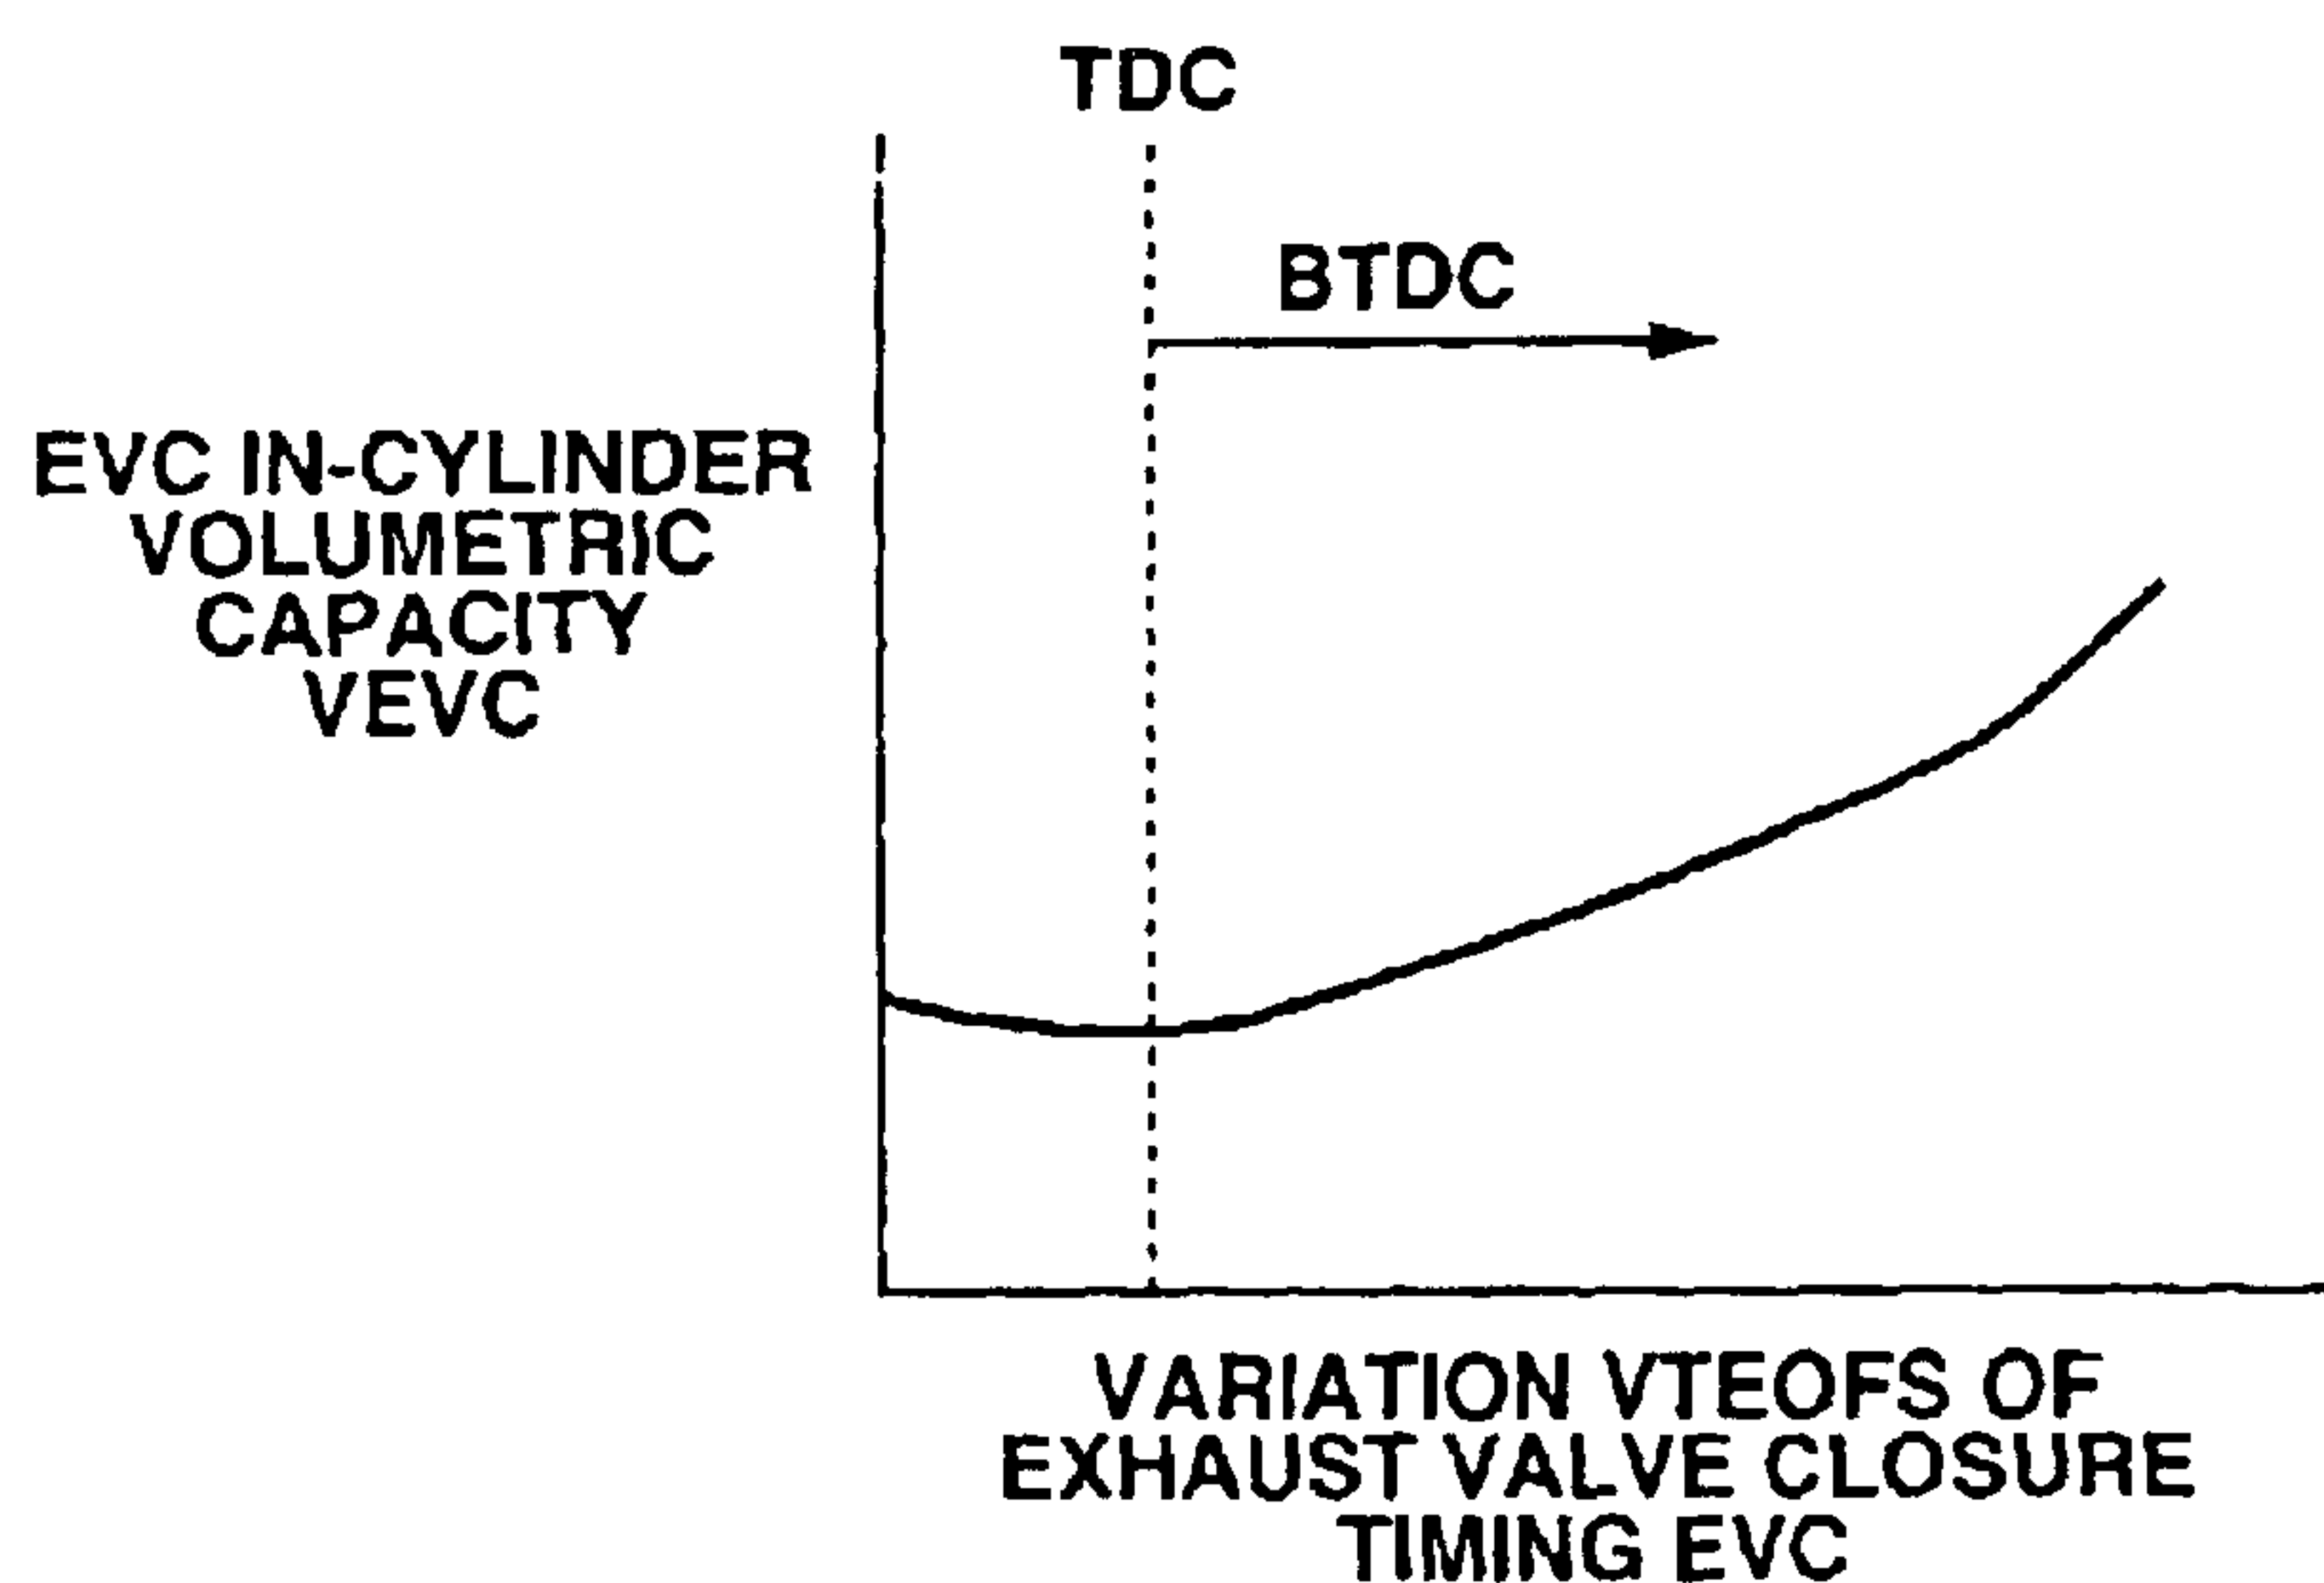 TDC
BTDC
EVC IN-CYLINDER
VOLUMETRIC
CAPACITY
VEVC
VARIATION VTEOFS OF
EXHAUST VALVE CLOSURE
TIMING EVC